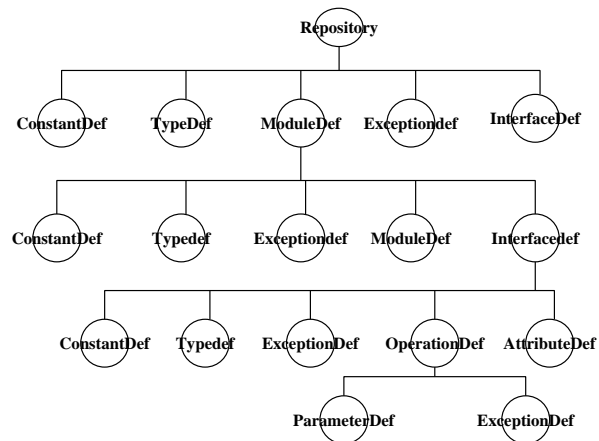 Repository
ConstantDef TypeDef ModuleDef Exceptiondef InterfaceDef
ConstantDef Typedef Exceptiondef ModuleDef Interfacedef
ConstantDef Typedef ExceptionDef OperationDef AttributeDef
ParameterDef ExceptionDef